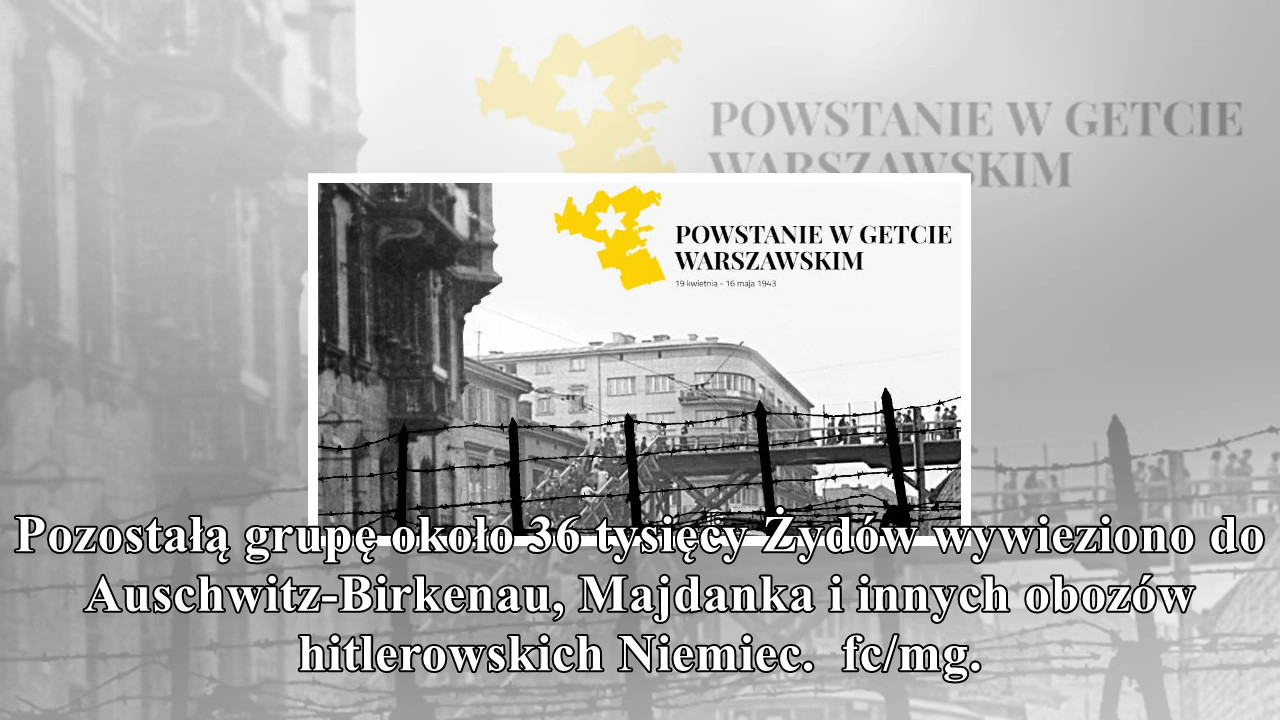 POWSTANIE W GETCIE
WARSZAWSKIM
POWSTANIE W GETCIE
WARSZAWSKIM
19 kwietnia - 16 maja 1943
Pozostałą grupę około 36 tysięcy Żydów wywieziono do
Auschwitz-Birkenau, Majdanka i innych obozów
hitlerowskich Niemiec.  fc/mg.